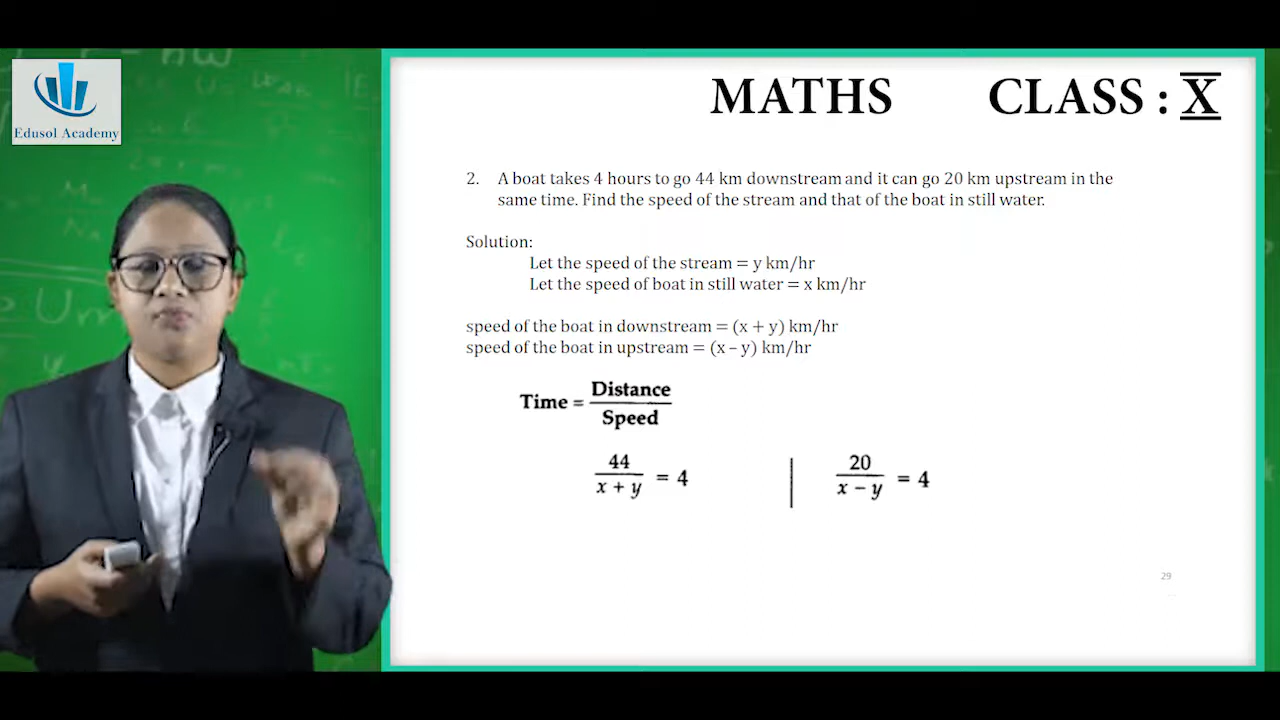 Edusol Academy
MATHS CLASS : X
2. A boat takes 4 hours to go 44 km downstream and it can go 20 km upstream in the
same time. Find the speed of the stream and that of the boat in still water.
Solution:
Let the speed of the stream = y km/hr
Let the speed of boat in still water = x km/hr
speed of the boat in downstream = (x + y) km/hr
speed of the boat in upstream = (x – y) km/hr
Time = Distance / Speed
44 / x + y = 4 | 20 / x – y = 4
29